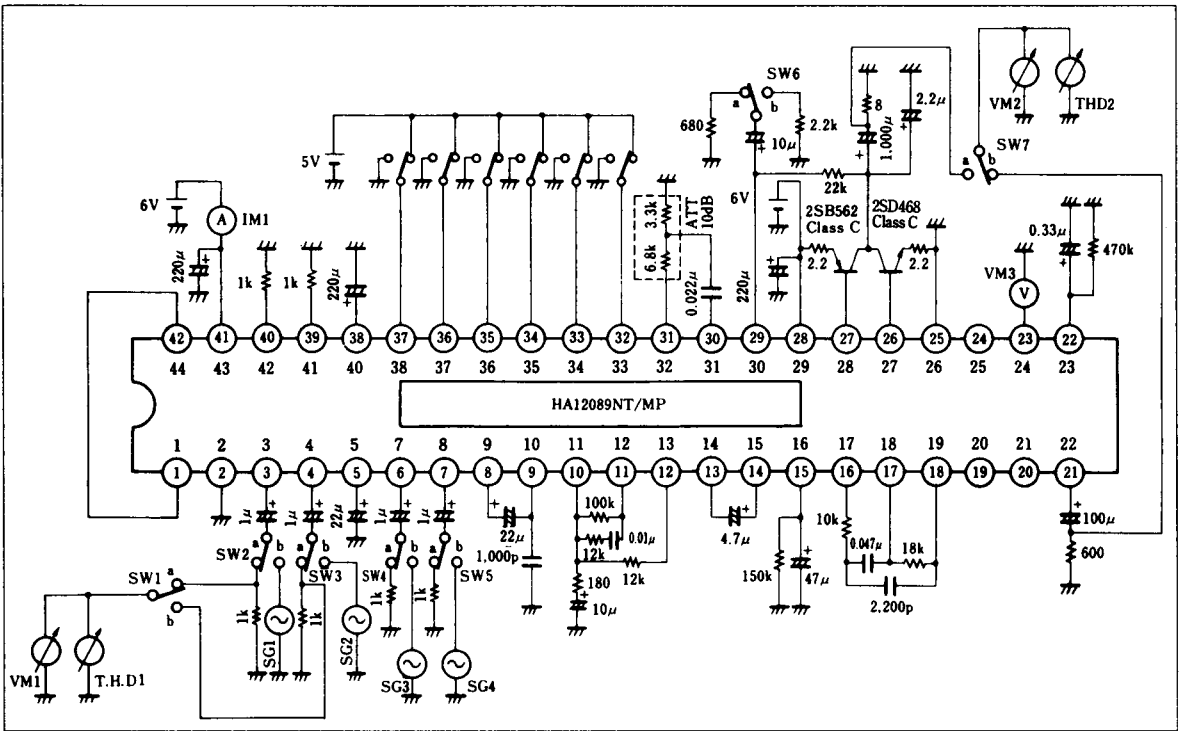 SW6
a
b
680
2.2k
10μ
+
8
1,000μ
+
2.2μ
+
VM2
THD2
SW7
a
b
5V
6V
A
IM1
220μ
+
1k
1k
220μ
+
3.3k
6.8k
ATT
10dB
0.022μ
22k
6V
220μ
+
2SB562
Class C
2SD468
Class C
2.2
2.2
VM3
V
0.33μ
+
470k
42 41 40 39 38 37 36 35 34 33 32 31 30 29 28 27 26 25 24 23 22
44 43 42 41 40 38 37 36 35 34 33 32 31 30 29 28 27 26 25 24 23
HA12089NT/MP
1 2 3 4 5 7 8 9 10 11 12 13 14 15 16 17 18 19 20 21 22
1 2 3 4 5 6 7 8 9 10 11 12 13 14 15 16 17 18 19 20 21
1μ
+
1μ
+
22μ
+
1μ
+
1μ
+
+
22μ
1,000p
100k
0.01μ
12k
12k
180
+
10μ
+
4.7μ
150k
+
47μ
10k
0.047μ
18k
2,200p
+
100μ
600
SW2
a
b
a
b
SW3
a
b
SW4
a
b
SW5
SW1
a
b
1k
SG1
1k
SG2
1k
SG3
1k
SG4
VM1
T.H.D1